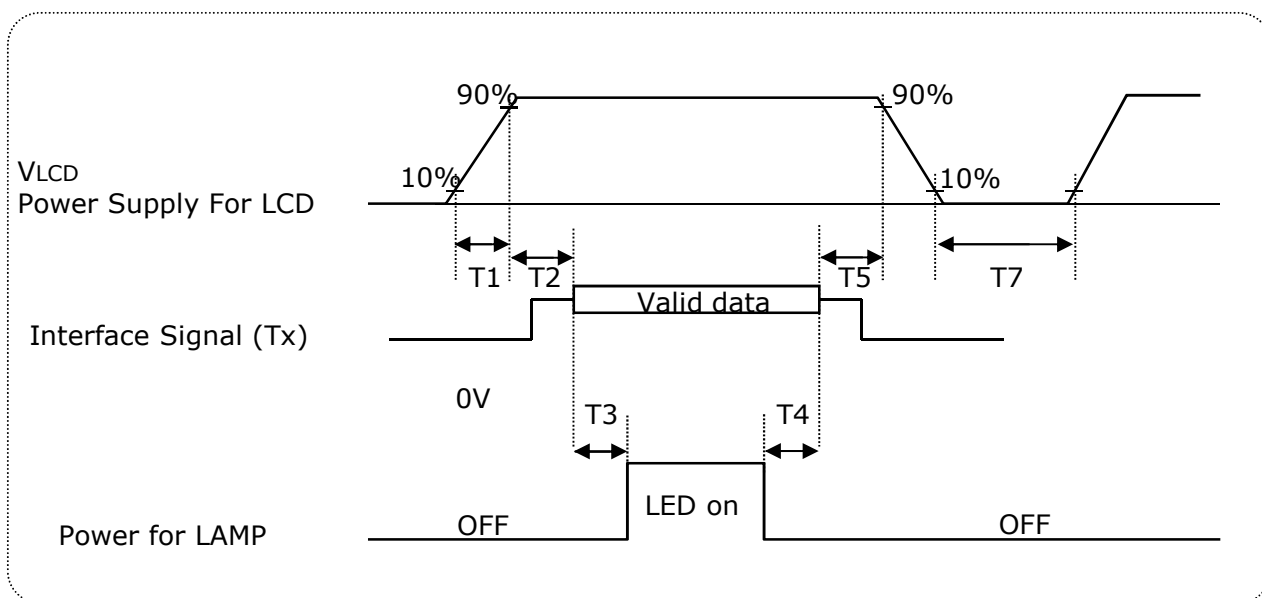 90% 90%
VLCD
10% 10%
Power Supply For LCD
T1 T2 T5 T7
Valid data
Interface Signal (Tx)
0V
T3 T4
LED on
Power for LAMP OFF OFF